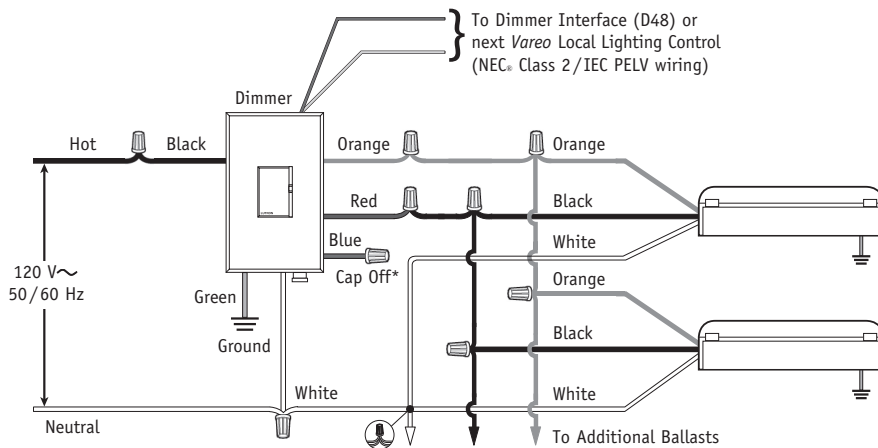 To Dimmer Interface (D48) or
next Vareo Local Lighting Control
(NEC® Class 2/IEC PELV wiring)
Dimmer
Hot
Black
Orange
Orange
Red
Black
Blue
White
Cap Off*
120 V~
50/60 Hz
Orange
Green
Ground
Black
White
White
Neutral
To Additional Ballasts